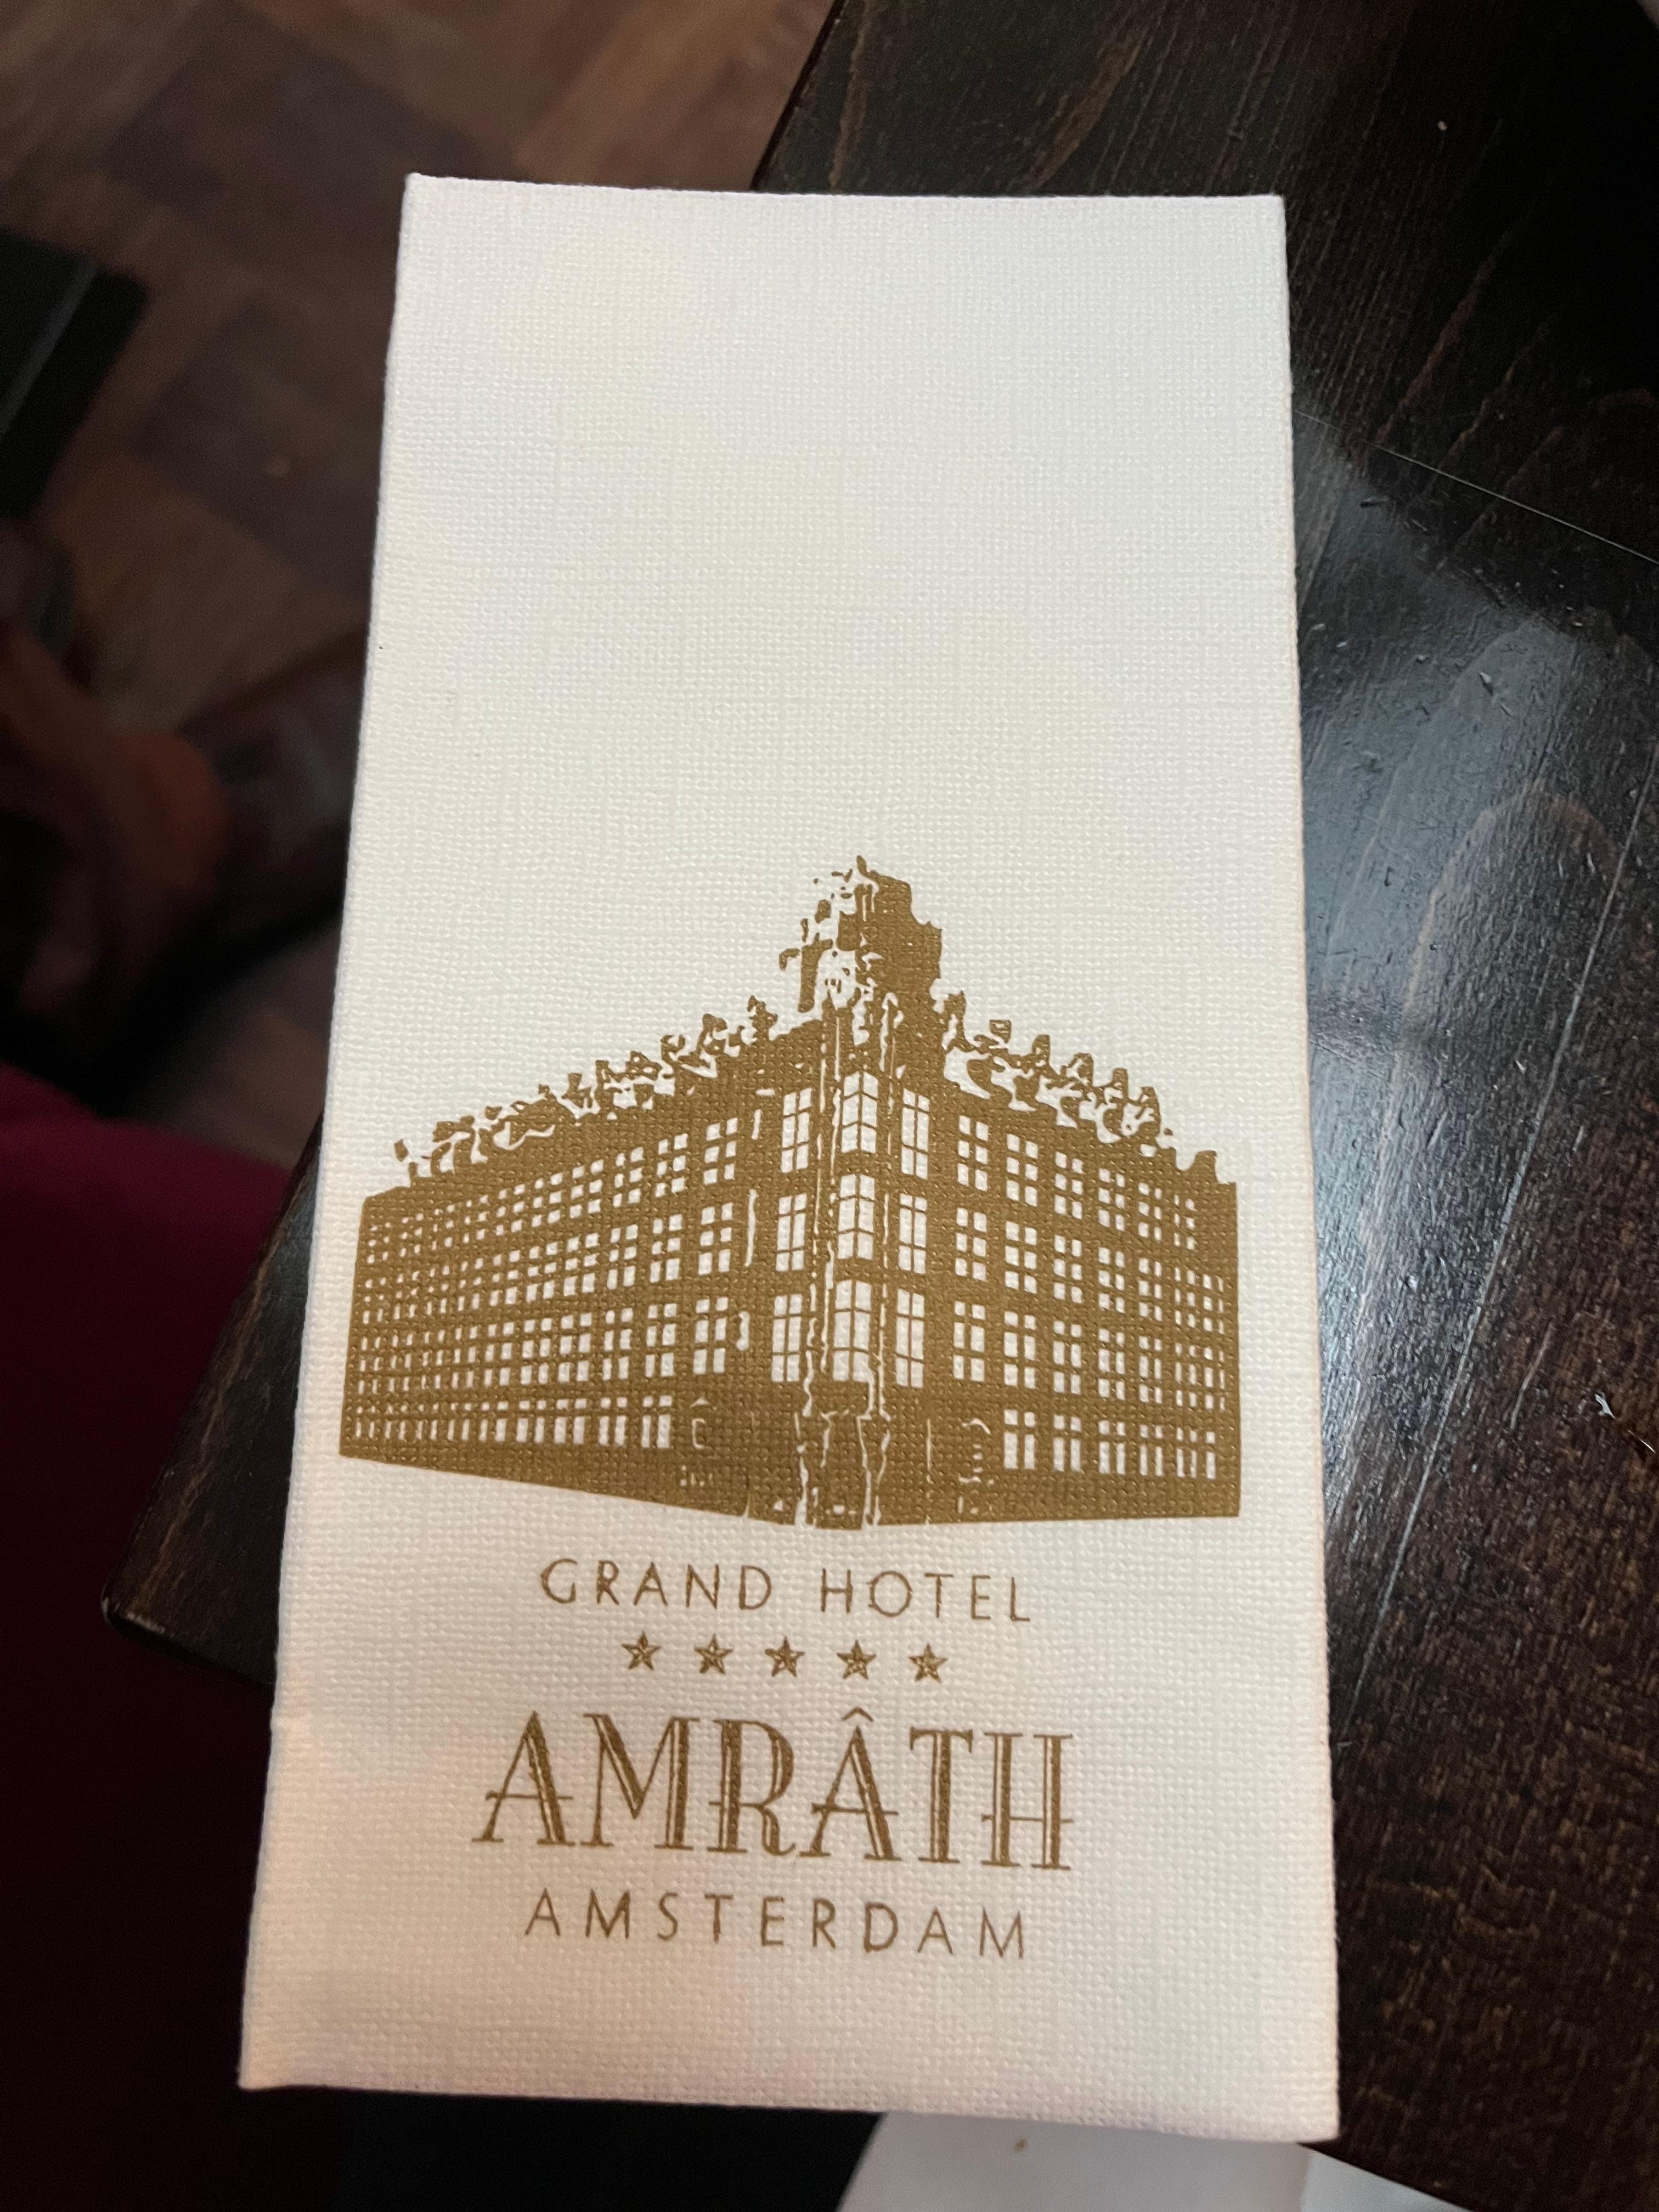 GRAND HOTEL
★★★★★
AMRÂTH
AMSTERDAM